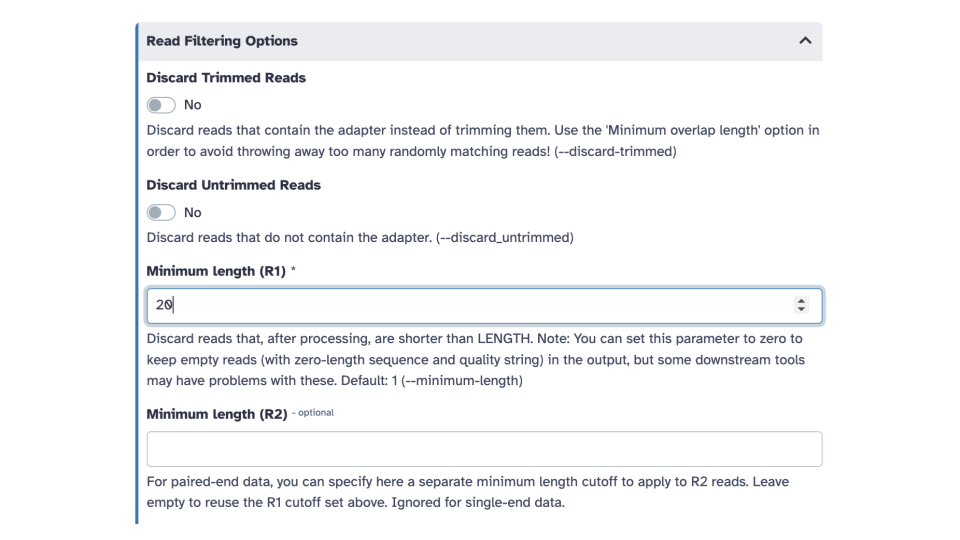 Read Filtering Options
Discard Trimmed Reads
No
Discard reads that contain the adapter instead of trimming them. Use the 'Minimum overlap length' option in
order to avoid throwing away too many randomly matching reads! (--discard-trimmed)
Discard Untrimmed Reads
No
Discard reads that do not contain the adapter. (--discard_untrimmed)
Minimum length (R1) *
20
Discard reads that, after processing, are shorter than LENGTH. Note: You can set this parameter to zero to
keep empty reads (with zero-length sequence and quality string) in the output, but some downstream tools
may have problems with these. Default: 1 (--minimum-length)
Minimum length (R2) - optional
For paired-end data, you can specify here a separate minimum length cutoff to apply to R2 reads. Leave
empty to reuse the R1 cutoff set above. Ignored for single-end data.